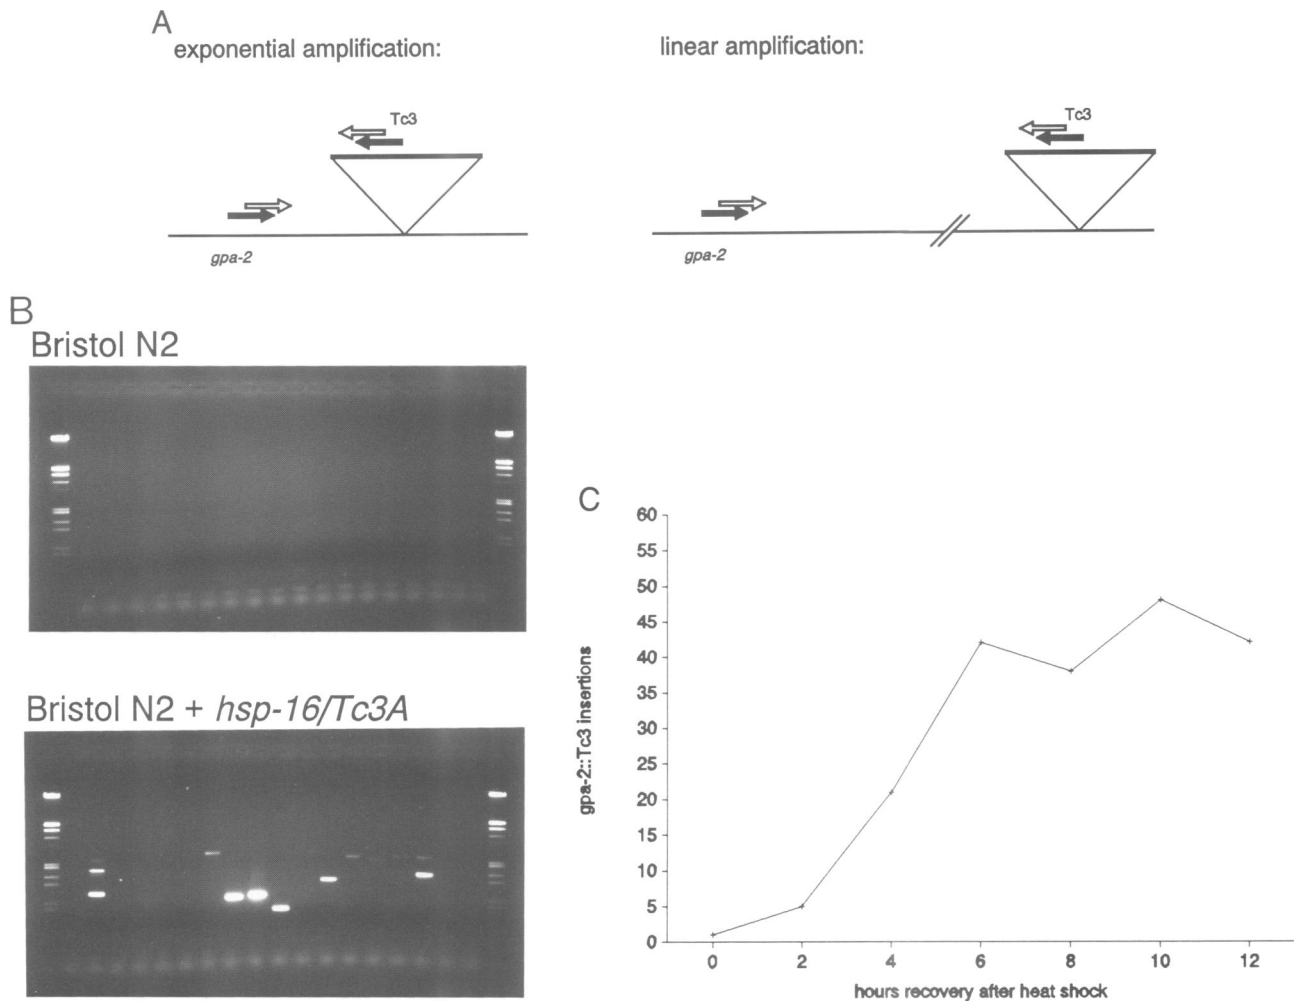 A
exponential amplification:
linear amplification:
Tc3
Tc3
gpa-2
gpa-2
B
Bristol N2
Bristol N2 + hsp-16/Tc3A
C
60
55
50
45
40
35
30
25
20
15
10
5
0
gpa-2::Tc3 insertions
0 2 4 6 8 10 12
hours recovery after heat shock